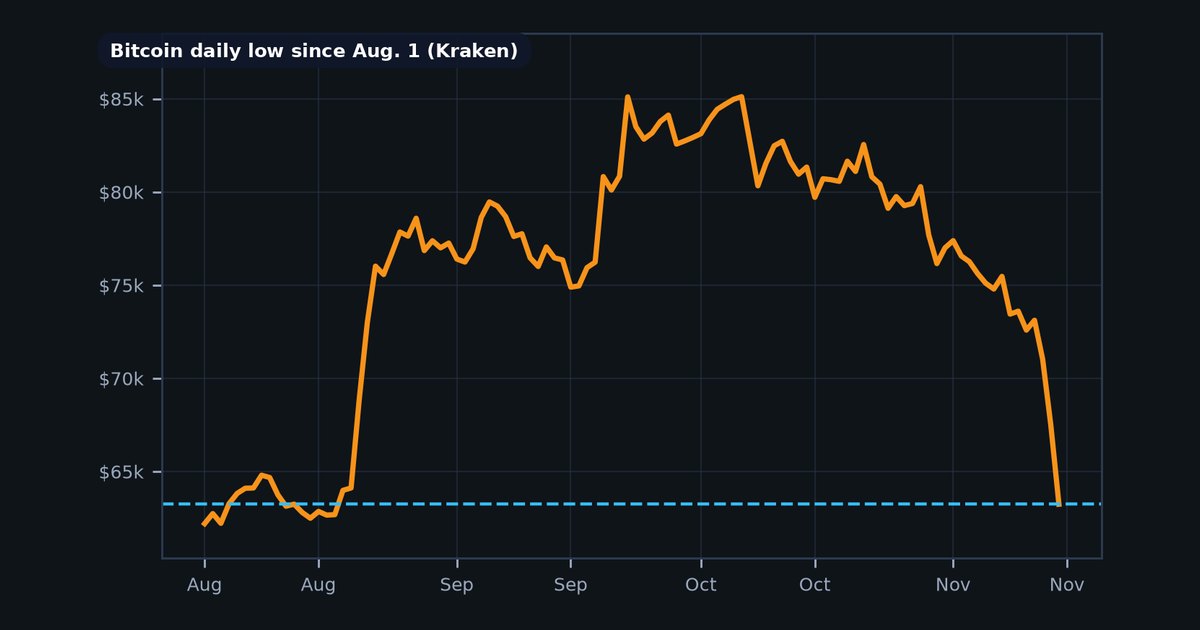 Bitcoin daily low since Aug. 1 (Kraken)
$85k
$80k
$75k
$70k
$65k
Aug Aug Sep Sep Oct Oct Nov Nov